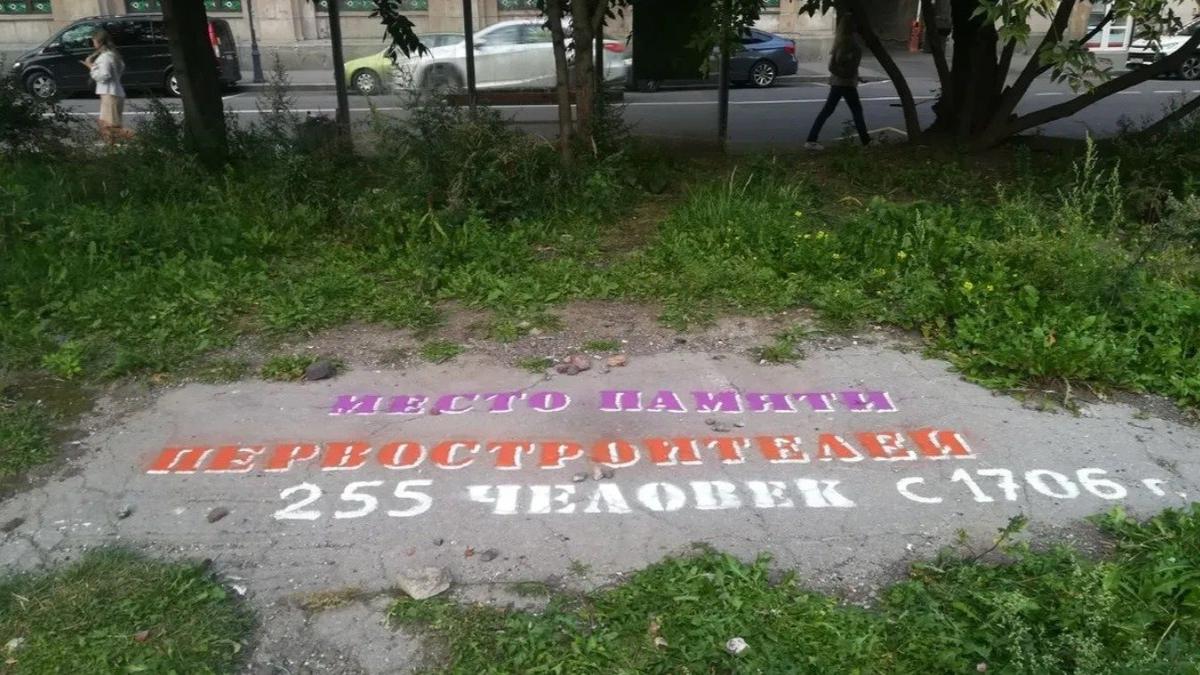 МЕСТО ПАМЯТИ
ПЕРВОСТРОИТЕЛЕЙ
255 ЧЕЛОВЕК С 1706 г.